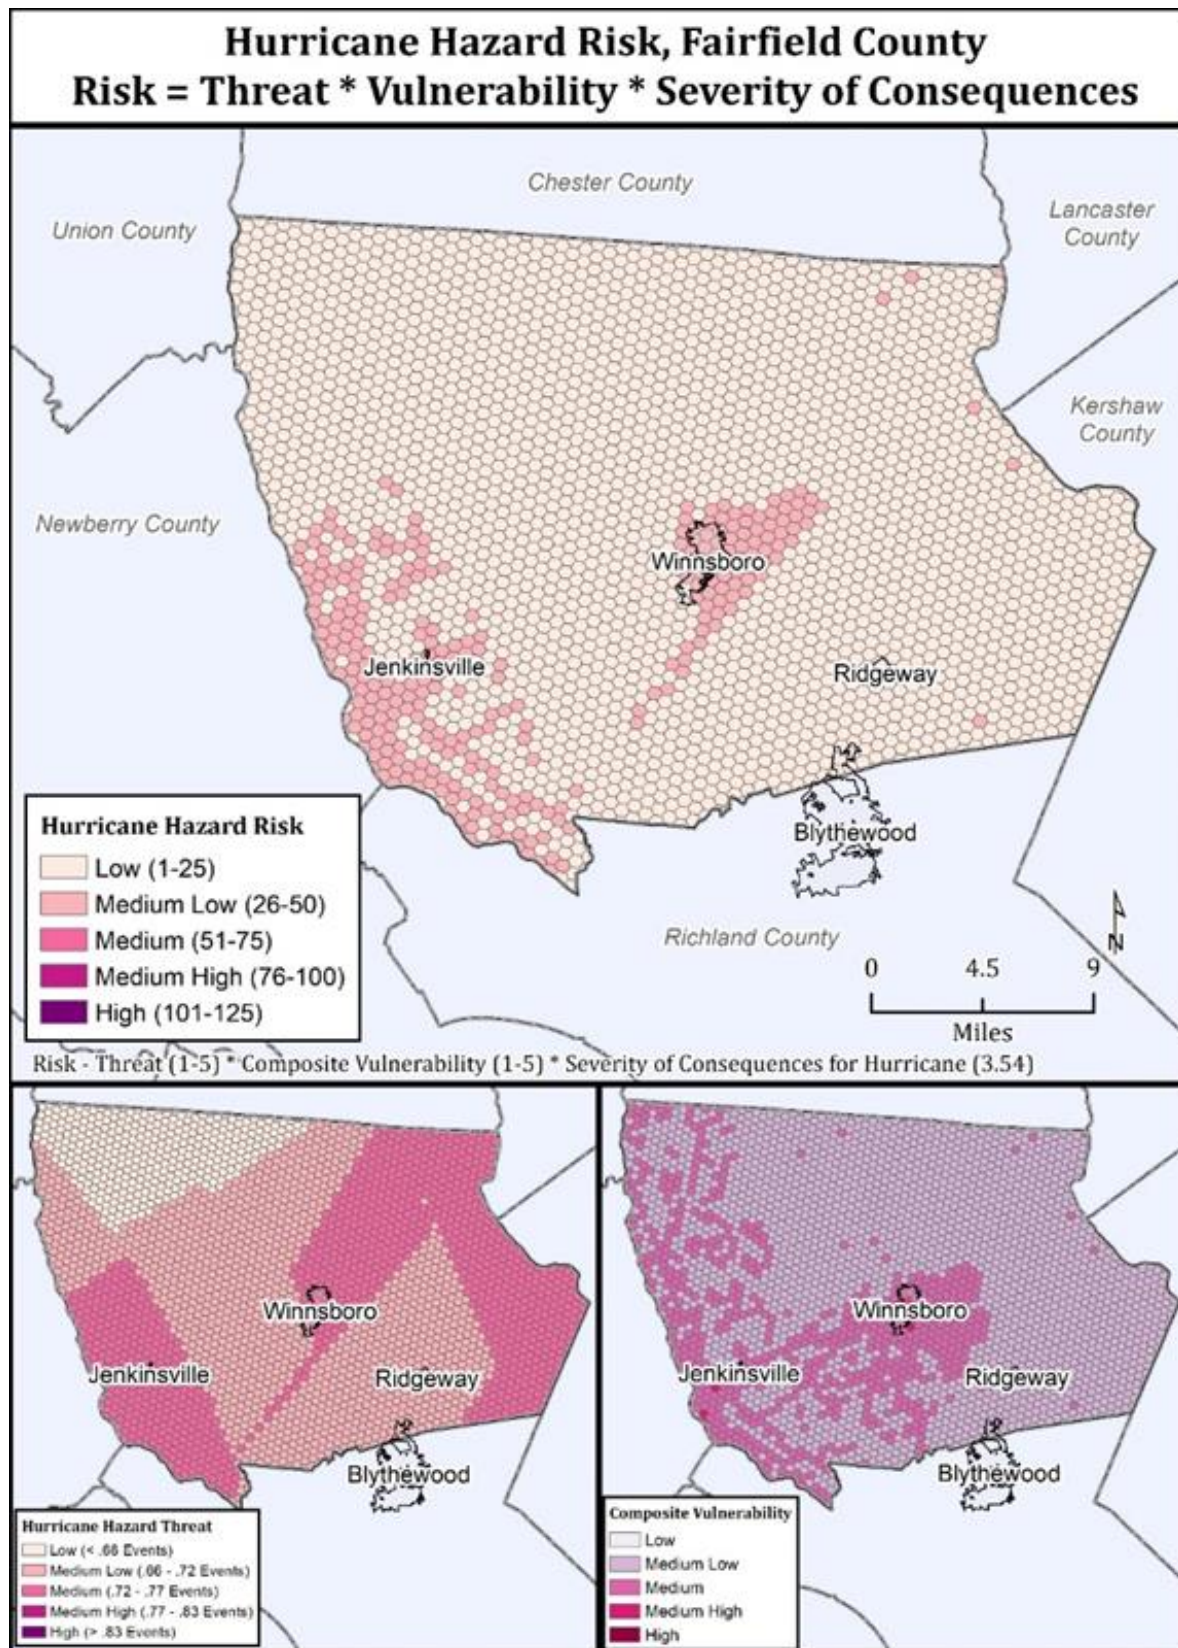 Hurricane Hazard Risk, Fairfield County
Risk = Threat * Vulnerability * Severity of Consequences
Chester County
Union County
Lancaster
County
Kershaw
County
Newberry County
Winnsboro
Jenkinsville
Ridgeway
Blythewood
Richland County
Hurricane Hazard Risk
Low (1-25)
Medium Low (26-50)
Medium (51-75)
Medium High (76-100)
High (101-125)
N
0 4.5 9
Miles
Risk - Threat (1-5) * Composite Vulnerability (1-5) * Severity of Consequences for Hurricane (3.54)
Winnsboro
Jenkinsville
Ridgeway
Blythewood
Hurricane Hazard Threat
Low (< .66 Events)
Medium Low (.66 - .72 Events)
Medium (.72 - .77 Events)
Medium High (.77 - .83 Events)
High (> .83 Events)
Winnsboro
Jenkinsville
Ridgeway
Blythewood
Composite Vulnerability
Low
Medium Low
Medium
Medium High
High